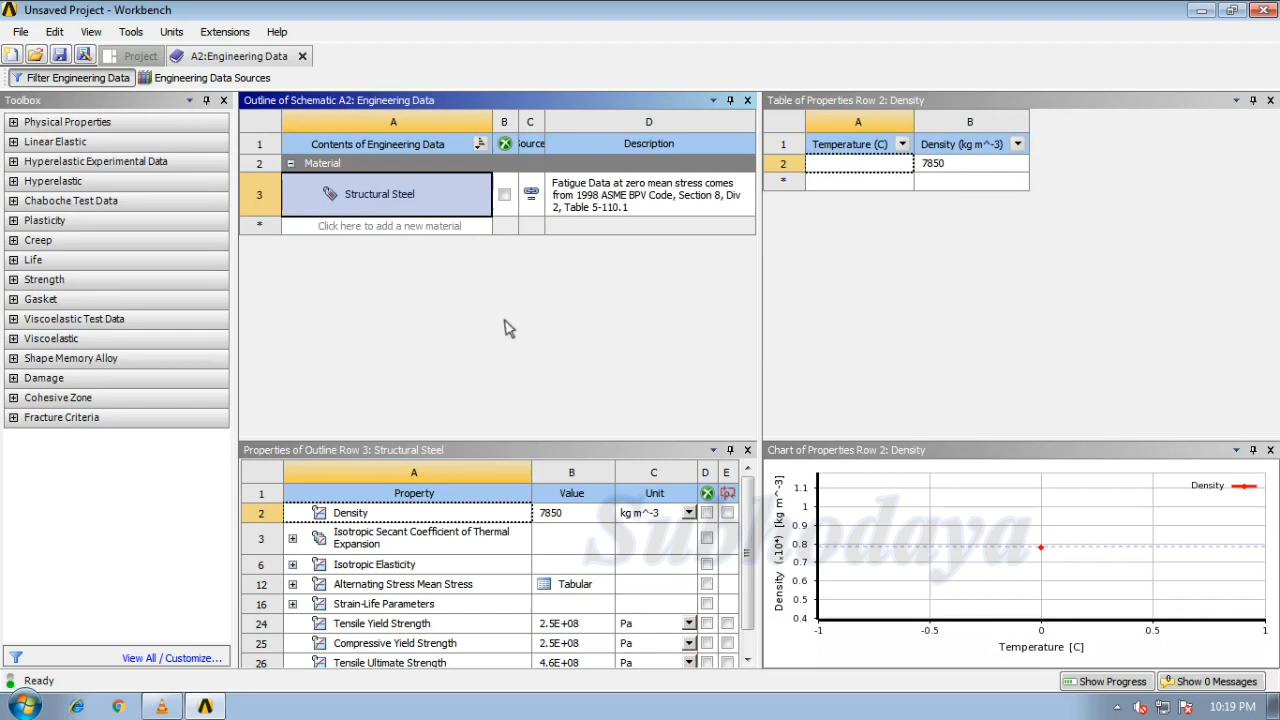 Unsaved Project - Workbench
File Edit View Tools Units Extensions Help
Project A2:Engineering Data
Filter Engineering Data Engineering Data Sources
Toolbox
Physical Properties
Linear Elastic
Hyperelastic Experimental Data
Hyperelastic
Chaboche Test Data
Plasticity
Creep
Life
Strength
Gasket
Viscoelastic Test Data
Viscoelastic
Shape Memory Alloy
Damage
Cohesive Zone
Fracture Criteria
View All / Customize...
Outline of Schematic A2: Engineering Data
A B C D
1 Contents of Engineering Data Source Description
2 Material
3 Structural Steel
Fatigue Data at zero mean stress comes
from 1998 ASME BPV Code, Section 8, Div
2, Table 5-110.1
* Click here to add a new material
Table of Properties Row 2: Density
A B
1 Temperature (C) Density (kg m^-3)
2 7850
*
Properties of Outline Row 3: Structural Steel
A B C D E
1 Property Value Unit
2 Density 7850 kg m^-3
3 Isotropic Secant Coefficient of Thermal
Expansion
6 Isotropic Elasticity
12 Alternating Stress Mean Stress Tabular
16 Strain-Life Parameters
24 Tensile Yield Strength 2.5E+08 Pa
25 Compressive Yield Strength 2.5E+08 Pa
26 Tensile Ultimate Strength 4.6E+08 Pa
Chart of Properties Row 2: Density
Density
1.1
1
0.9
0.8
0.7
0.6
0.5
0.4
Density (*10^4) [kg m^-3]
-1 -0.5 0 0.5 1
Temperature [C]
Subhodaya
Ready
Show Progress Show 0 Messages
10:19 PM